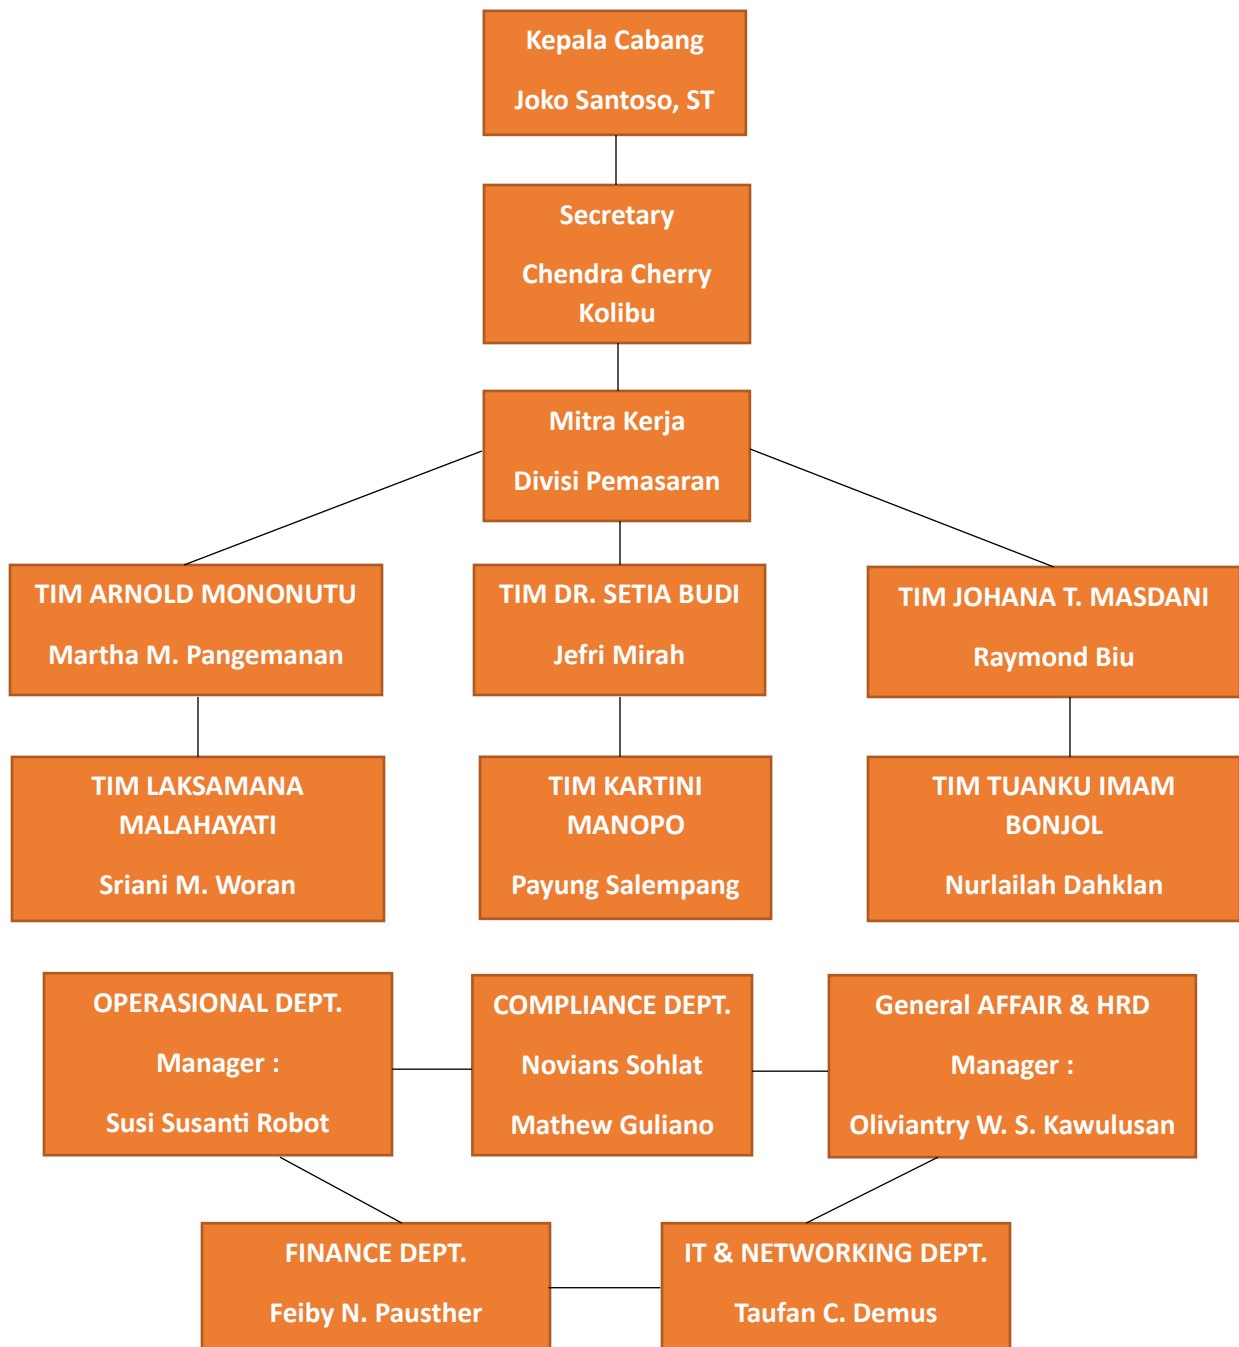 Kepala Cabang
Joko Santoso, ST
Secretary
Chendra Cherry
Kolibu
Mitra Kerja
Divisi Pemasaran
TIM ARNOLD MONONUTU
Martha M. Pangemanan
TIM DR. SETIA BUDI
Jefri Mirah
TIM JOHANA T. MASDANI
Raymond Biu
TIM LAKSAMANA
MALAHAYATI
Sriani M. Woran
TIM KARTINI
MANOPO
Payung Salempang
TIM TUANKU IMAM
BONJOL
Nurlailah Dahklan
OPERASIONAL DEPT.
Manager :
Susi Susanti Robot
COMPLIANCE DEPT.
Novians Sohlat
Mathew Guliano
General AFFAIR & HRD
Manager :
Oliviantry W. S. Kawulusan
FINANCE DEPT.
Feiby N. Pausther
IT & NETWORKING DEPT.
Taufan C. Demus